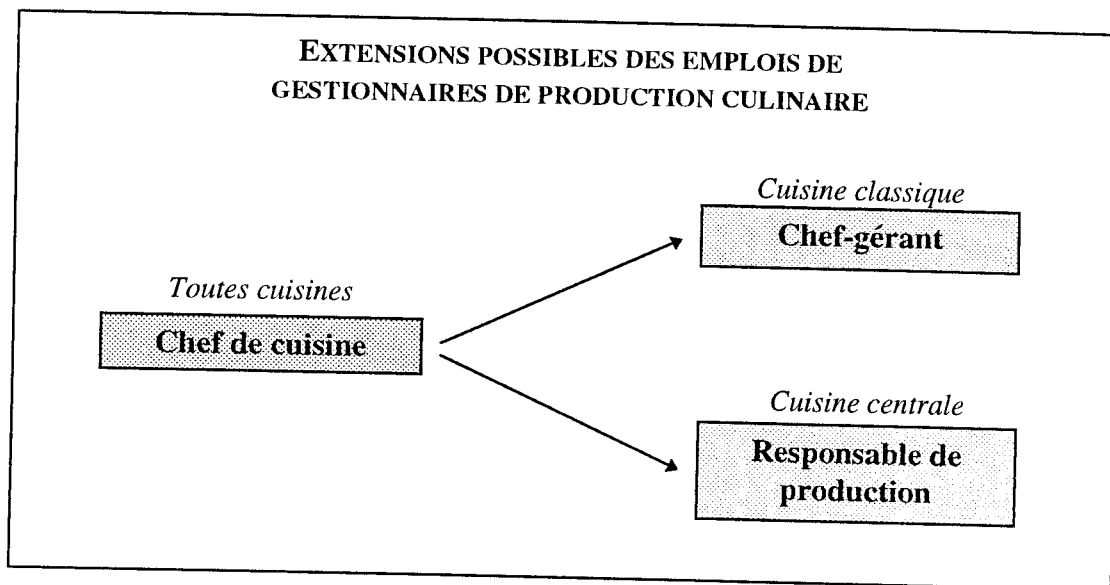 EXTENSIONS POSSIBLES DES EMPLOIS DE
GESTIONNAIRES DE PRODUCTION CULINAIRE
Cuisine classique
Chef-gérant
Toutes cuisines
Chef de cuisine
Cuisine centrale
Responsable de
production